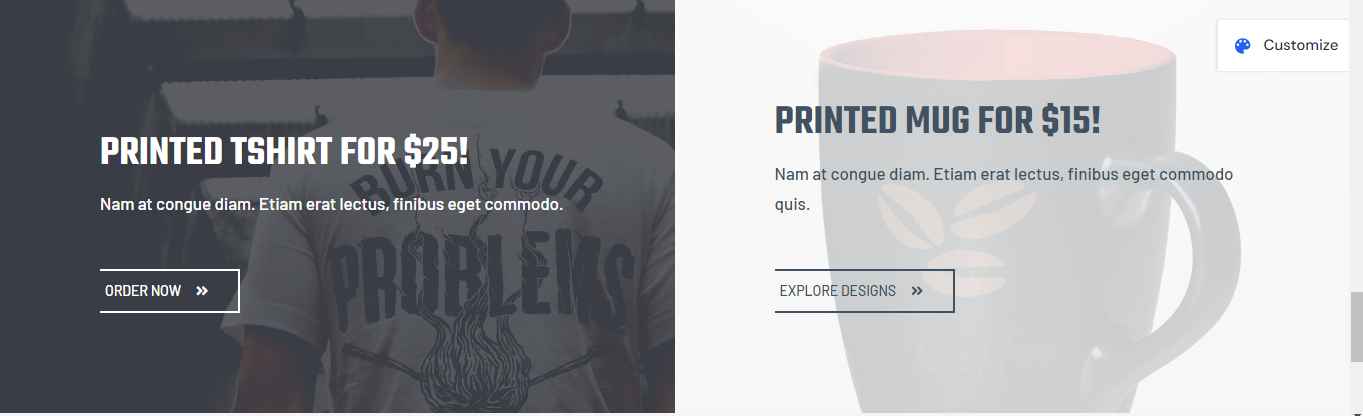 PRINTED TSHIRT FOR $25!
Nam at congue diam. Etiam erat lectus, finibus eget commodo.
ORDER NOW »
BURN YOUR
PROBLEMS
Customize
PRINTED MUG FOR $15!
Nam at congue diam. Etiam erat lectus, finibus eget commodo
quis.
EXPLORE DESIGNS »